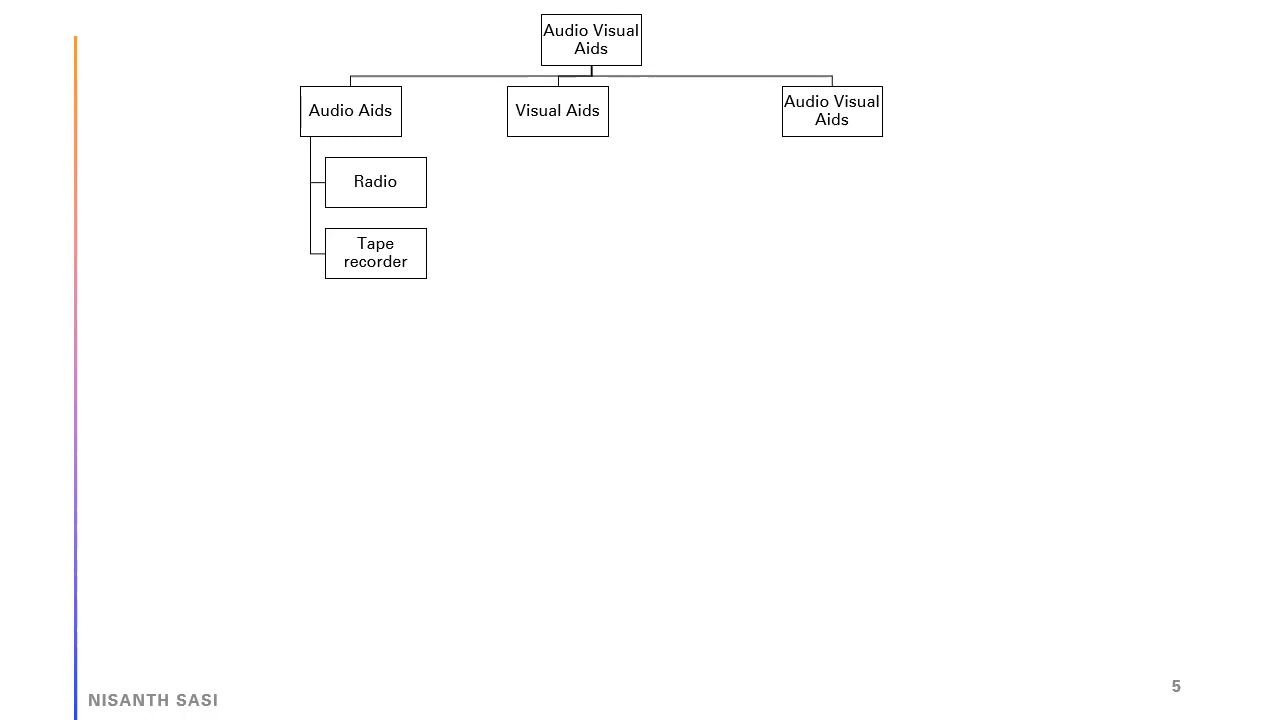 Audio Visual
Aids
Audio Aids
Visual Aids
Audio Visual
Aids
Radio
Tape
recorder
NISANTH SASI
5